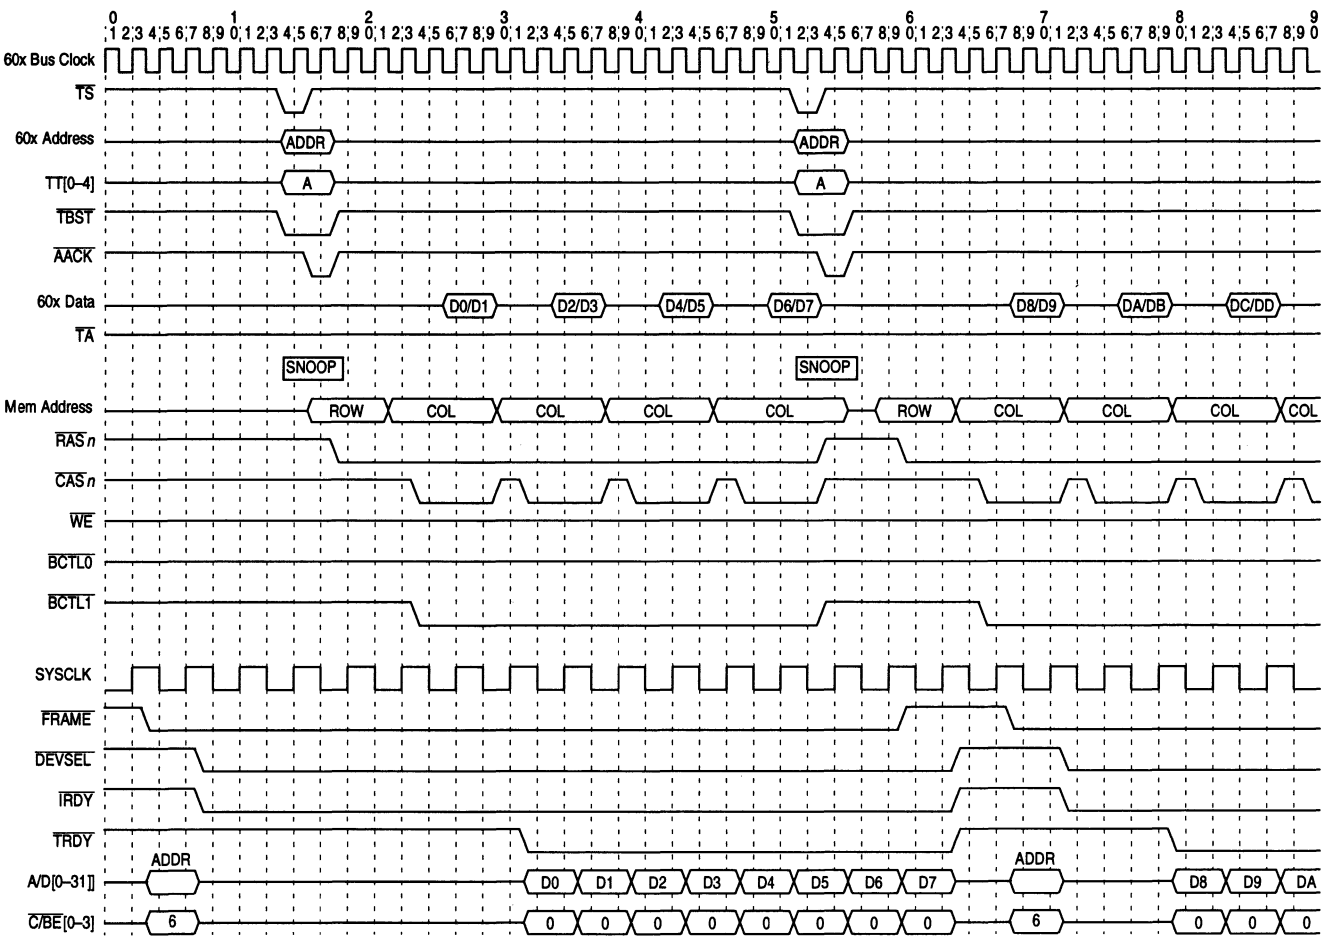 0 1 2 3 4 5 6 7 8 9
1 2,3 4,5 6,7 8,9 0,1 2,3 4,5 6,7 8,9 0,1 2,3 4,5 6,7 8,9 0,1 2,3 4,5 6,7 8,9 0,1 2,3 4,5 6,7 8,9 0,1 2,3 4,5 6,7 8,9 0,1 2,3 4,5 6,7 8,9 0,1 2,3 4,5 6,7 8,9 0,1 2,3 4,5 6,7 8,9 0
60x Bus Clock
TS
60x Address ADDR ADDR
TT[0–4] A A
TBST
AACK
60x Data D0/D1 D2/D3 D4/D5 D6/D7 D8/D9 DA/DB DC/DD
TA
SNOOP SNOOP
Mem Address ROW COL COL COL COL ROW COL COL COL COL
RASn
CASn
WE
BCTL0
BCTL1
SYSCLK
FRAME
DEVSEL
IRDY
TRDY
ADDR ADDR
A/D[0–31]] D0 D1 D2 D3 D4 D5 D6 D7 D8 D9 DA
C/BE[0–3] 6 0 0 0 0 0 0 0 0 6 0 0 0